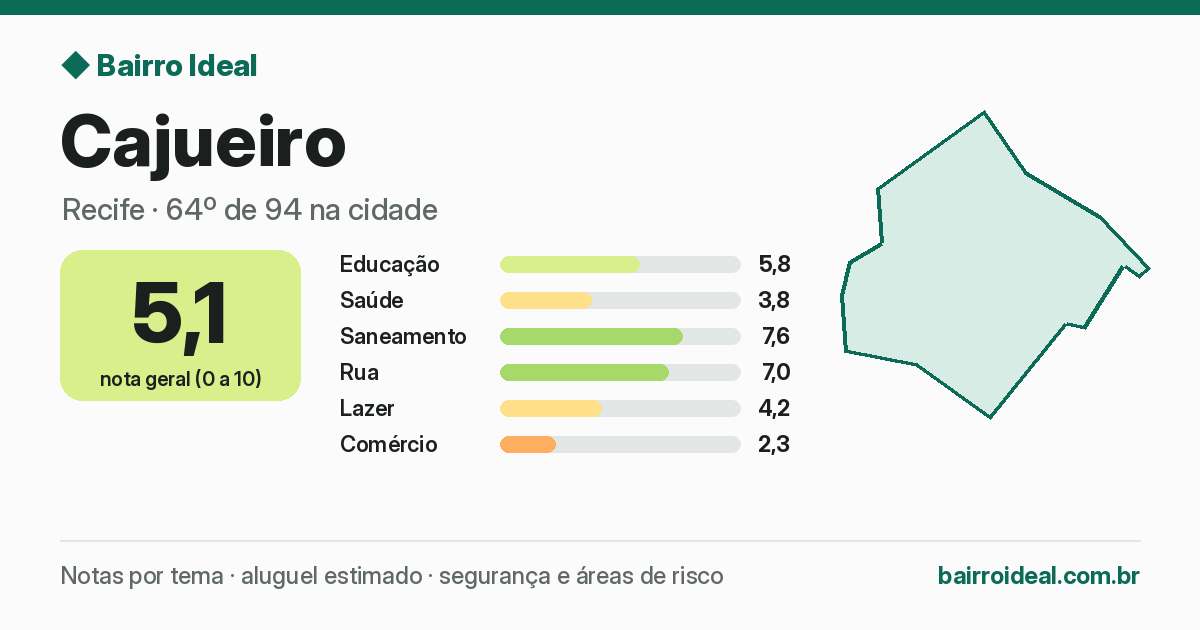 Bairro Ideal
Cajueiro
Recife · 64º de 94 na cidade
5,1
nota geral (0 a 10)
Educação 5,8
Saúde 3,8
Saneamento 7,6
Rua 7,0
Lazer 4,2
Comércio 2,3
Notas por tema · aluguel estimado · segurança e áreas de risco
bairroideal.com.br